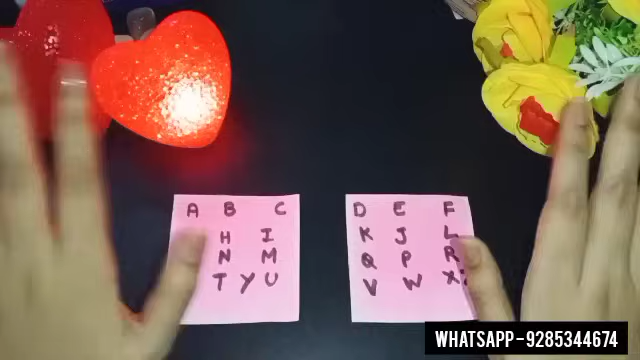 A B C
H I
N M
T Y U
D E F
K J L
Q P R
V W X
WHATSAPP-9285344674